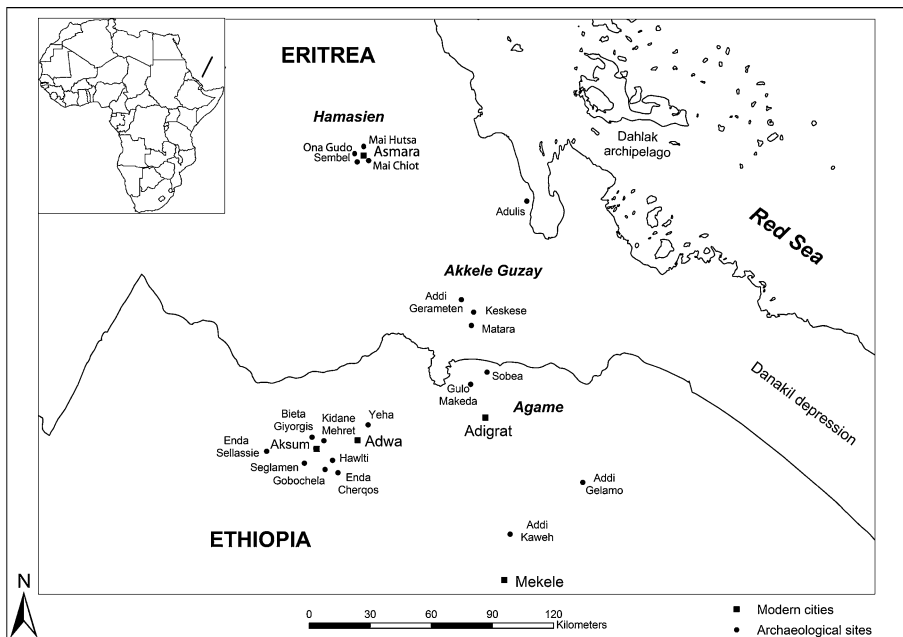 ERITREA
Hamasien
Mai Hutsa
Ona Gudo
Asmara
Sembel
Mai Chiot
Dahlak
archipelago
Adulis
Red Sea
Akkele Guzay
Addi
Gerameten
Keskese
Matara
Danakil depression
Sobea
Gulo
Makeda
Agame
Adigrat
Bieta
Giyorgis
Kidane
Mehret
Yeha
Adwa
Enda
Sellassie
Aksum
Hawlti
Seglamen
Gobochela
Enda
Cherqos
Addi
Gelamo
Addi
Kaweh
ETHIOPIA
Mekele
N
0 30 60 90 120
Kilometers
Modern cities
Archaeological sites